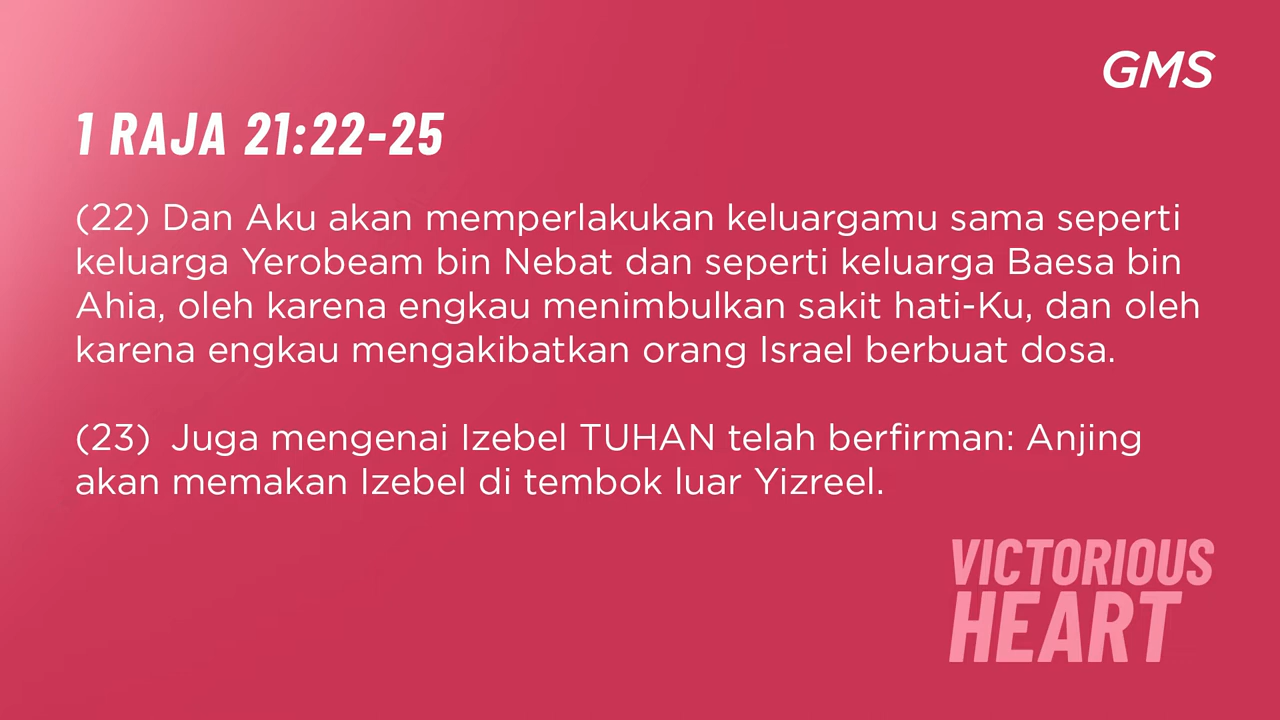 GMS
1 RAJA 21:22-25
(22) Dan Aku akan memperlakukan keluargamu sama seperti
keluarga Yerobeam bin Nebat dan seperti keluarga Baesa bin
Ahia, oleh karena engkau menimbulkan sakit hati-Ku, dan oleh
karena engkau mengakibatkan orang Israel berbuat dosa.
(23)  Juga mengenai Izebel TUHAN telah berfirman: Anjing
akan memakan Izebel di tembok luar Yizreel.
VICTORIOUS
HEART